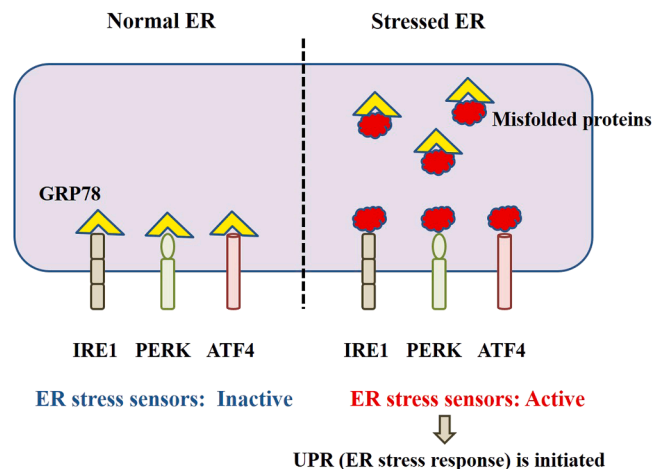 Normal ER
Stressed ER
Misfolded proteins
GRP78
IRE1 PERK ATF4
IRE1 PERK ATF4
ER stress sensors: Inactive
ER stress sensors: Active
UPR (ER stress response) is initiated